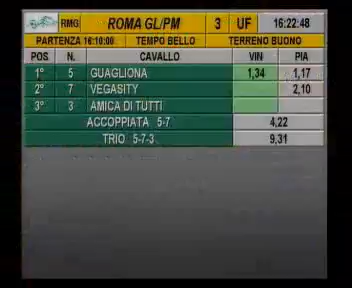 RMG ROMA GL/PM 3 UF 16:22:48
PARTENZA 16:10:00 TEMPO BELLO TERRENO BUONO
POS N. CAVALLO VIN PIA
1° 5 GUAGLIONA 1,34 1,17
2° 7 VEGASITY 2,10
3° 3 AMICA DI TUTTI
ACCOPPIATA 5-7 4,22
TRIO 5-7-3 9,31